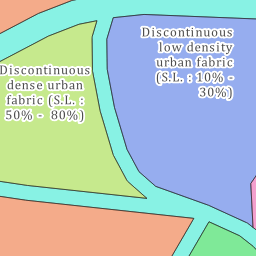 Discontinuous
dense urban
fabric (S.L. :
50% -  80%)
Discontinuous
low density
urban fabric
(S.L. : 10% -
30%)